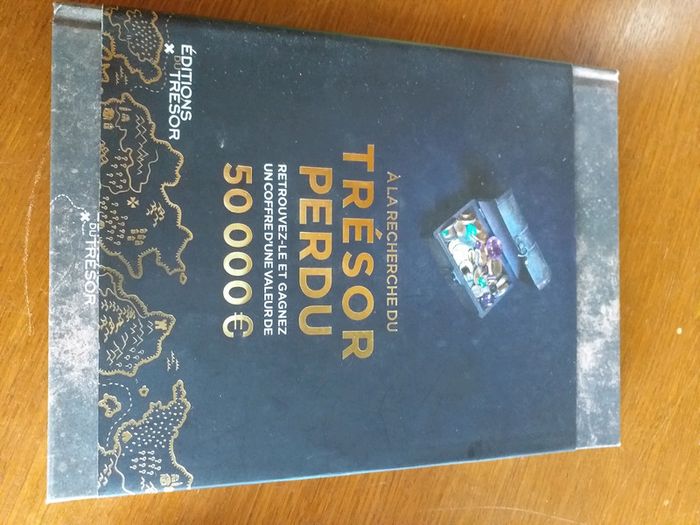 À LA RECHERCHE DU
TRÉSOR
PERDU
RETROUVEZ-LE ET GAGNEZ
UN COFFRE D'UNE VALEUR DE
50 000 €
ÉDITIONS
DU
TRÉSOR
DU TRÉSOR